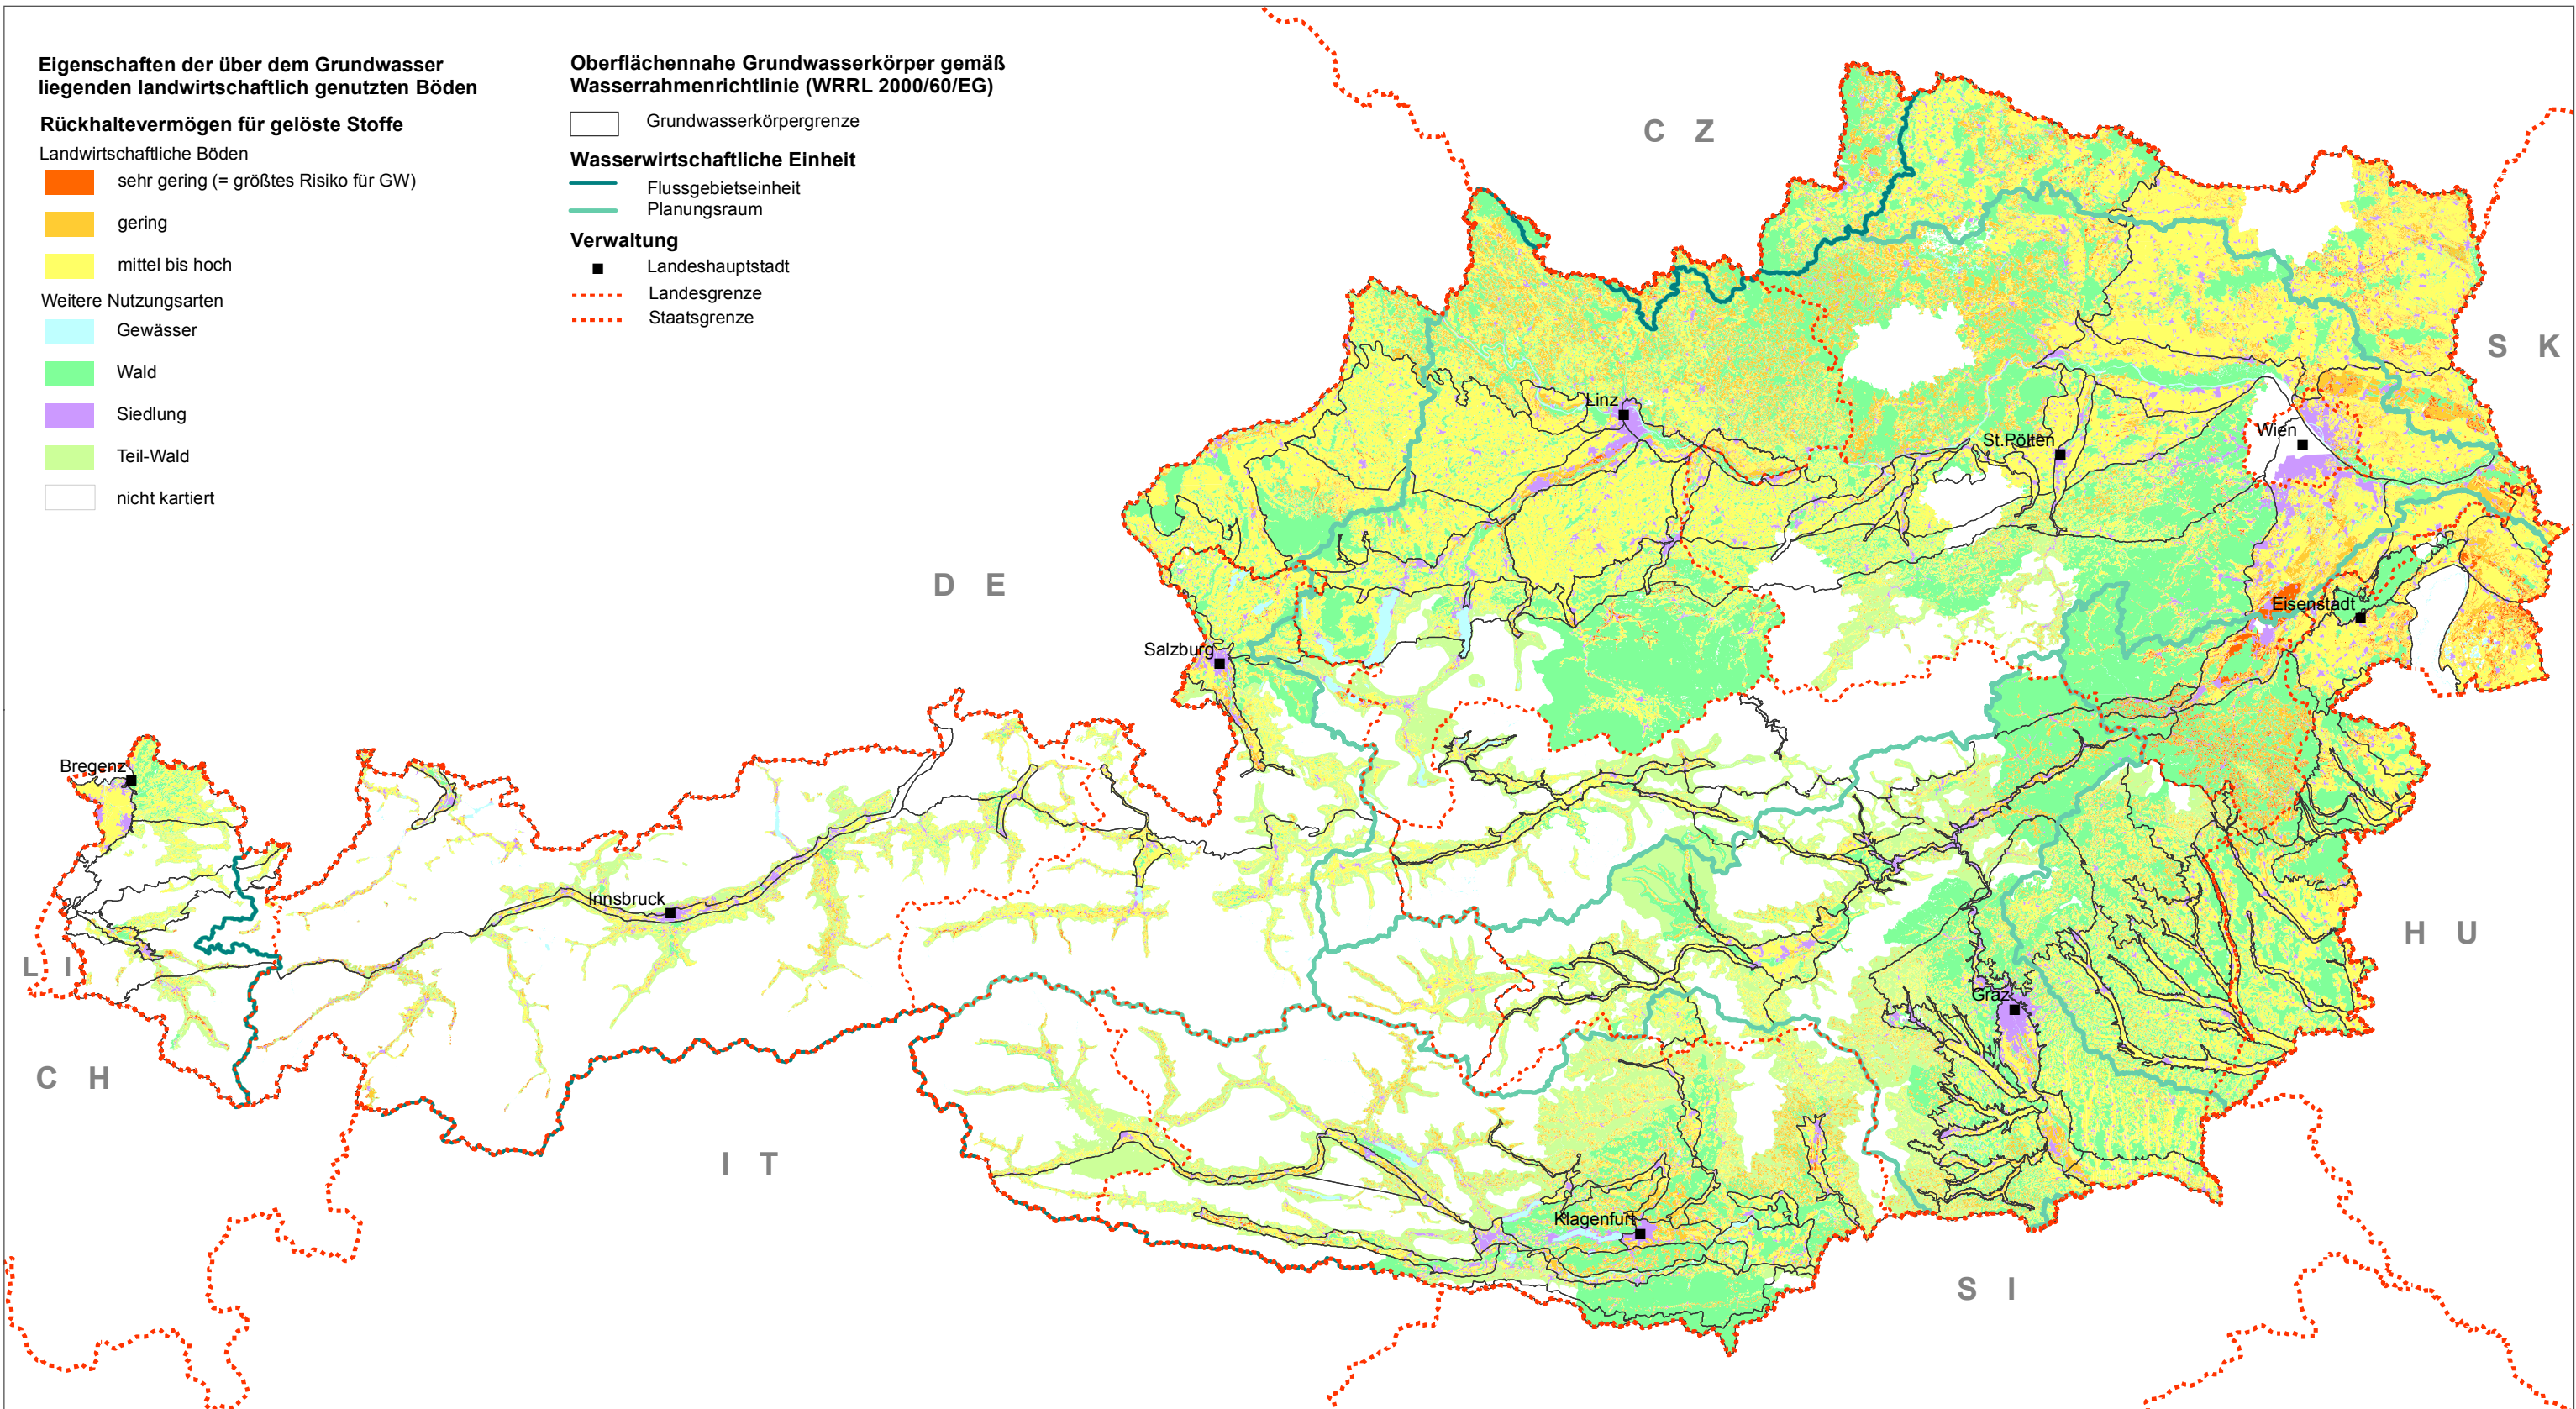 Eigenschaften der über dem Grundwasser
liegenden landwirtschaftlich genutzten Böden
Rückhaltevermögen für gelöste Stoffe
Landwirtschaftliche Böden
sehr gering (= größtes Risiko für GW)
gering
mittel bis hoch
Weitere Nutzungsarten
Gewässer
Wald
Siedlung
Teil-Wald
nicht kartiert
Oberflächennahe Grundwasserkörper gemäß
Wasserrahmenrichtlinie (WRRL 2000/60/EG)
Grundwasserkörpergrenze
Wasserwirtschaftliche Einheit
Flussgebietseinheit
Planungsraum
Verwaltung
Landeshauptstadt
Landesgrenze
Staatsgrenze
C Z
S K
Linz
St.Pölten
Wien
D E
Eisenstadt
Salzburg
Bregenz
Innsbruck
H U
L I
Graz
C H
I T
Klagenfurt
S I